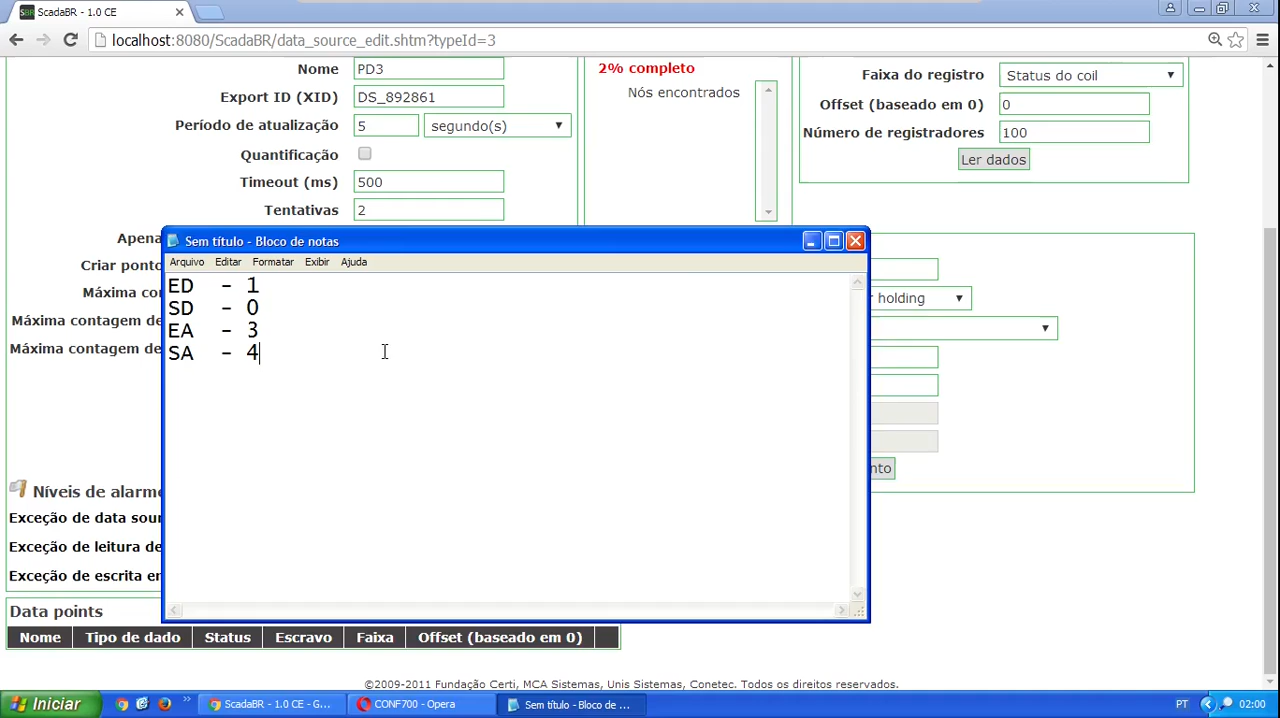 ScadaBR - 1.0 CE
localhost:8080/ScadaBR/data_source_edit.shtm?typeId=3
Nome PD3
Export ID (XID) DS_892861
Período de atualização 5 segundo(s)
Quantificação
Timeout (ms) 500
Tentativas 2
Apena
Criar ponto
Máxima co
Máxima contagem de
Máxima contagem de
2% completo
Nós encontrados
Faixa do registro Status do coil
Offset (baseado em 0) 0
Número de registradores 100
Ler dados
r holding
nto
Sem título - Bloco de notas
Arquivo Editar Formatar Exibir Ajuda
ED - 1
SD - 0
EA - 3
SA - 4
Níveis de alarme
Exceção de data sour
Exceção de leitura de
Exceção de escrita em
Data points
Nome Tipo de dado Status Escravo Faixa Offset (baseado em 0)
©2009-2011 Fundação Certi, MCA Sistemas, Unis Sistemas, Conetec. Todos os direitos reservados.
Iniciar ScadaBR - 1.0 CE - G... CONF700 - Opera Sem título - Bloco de ... PT 02:00